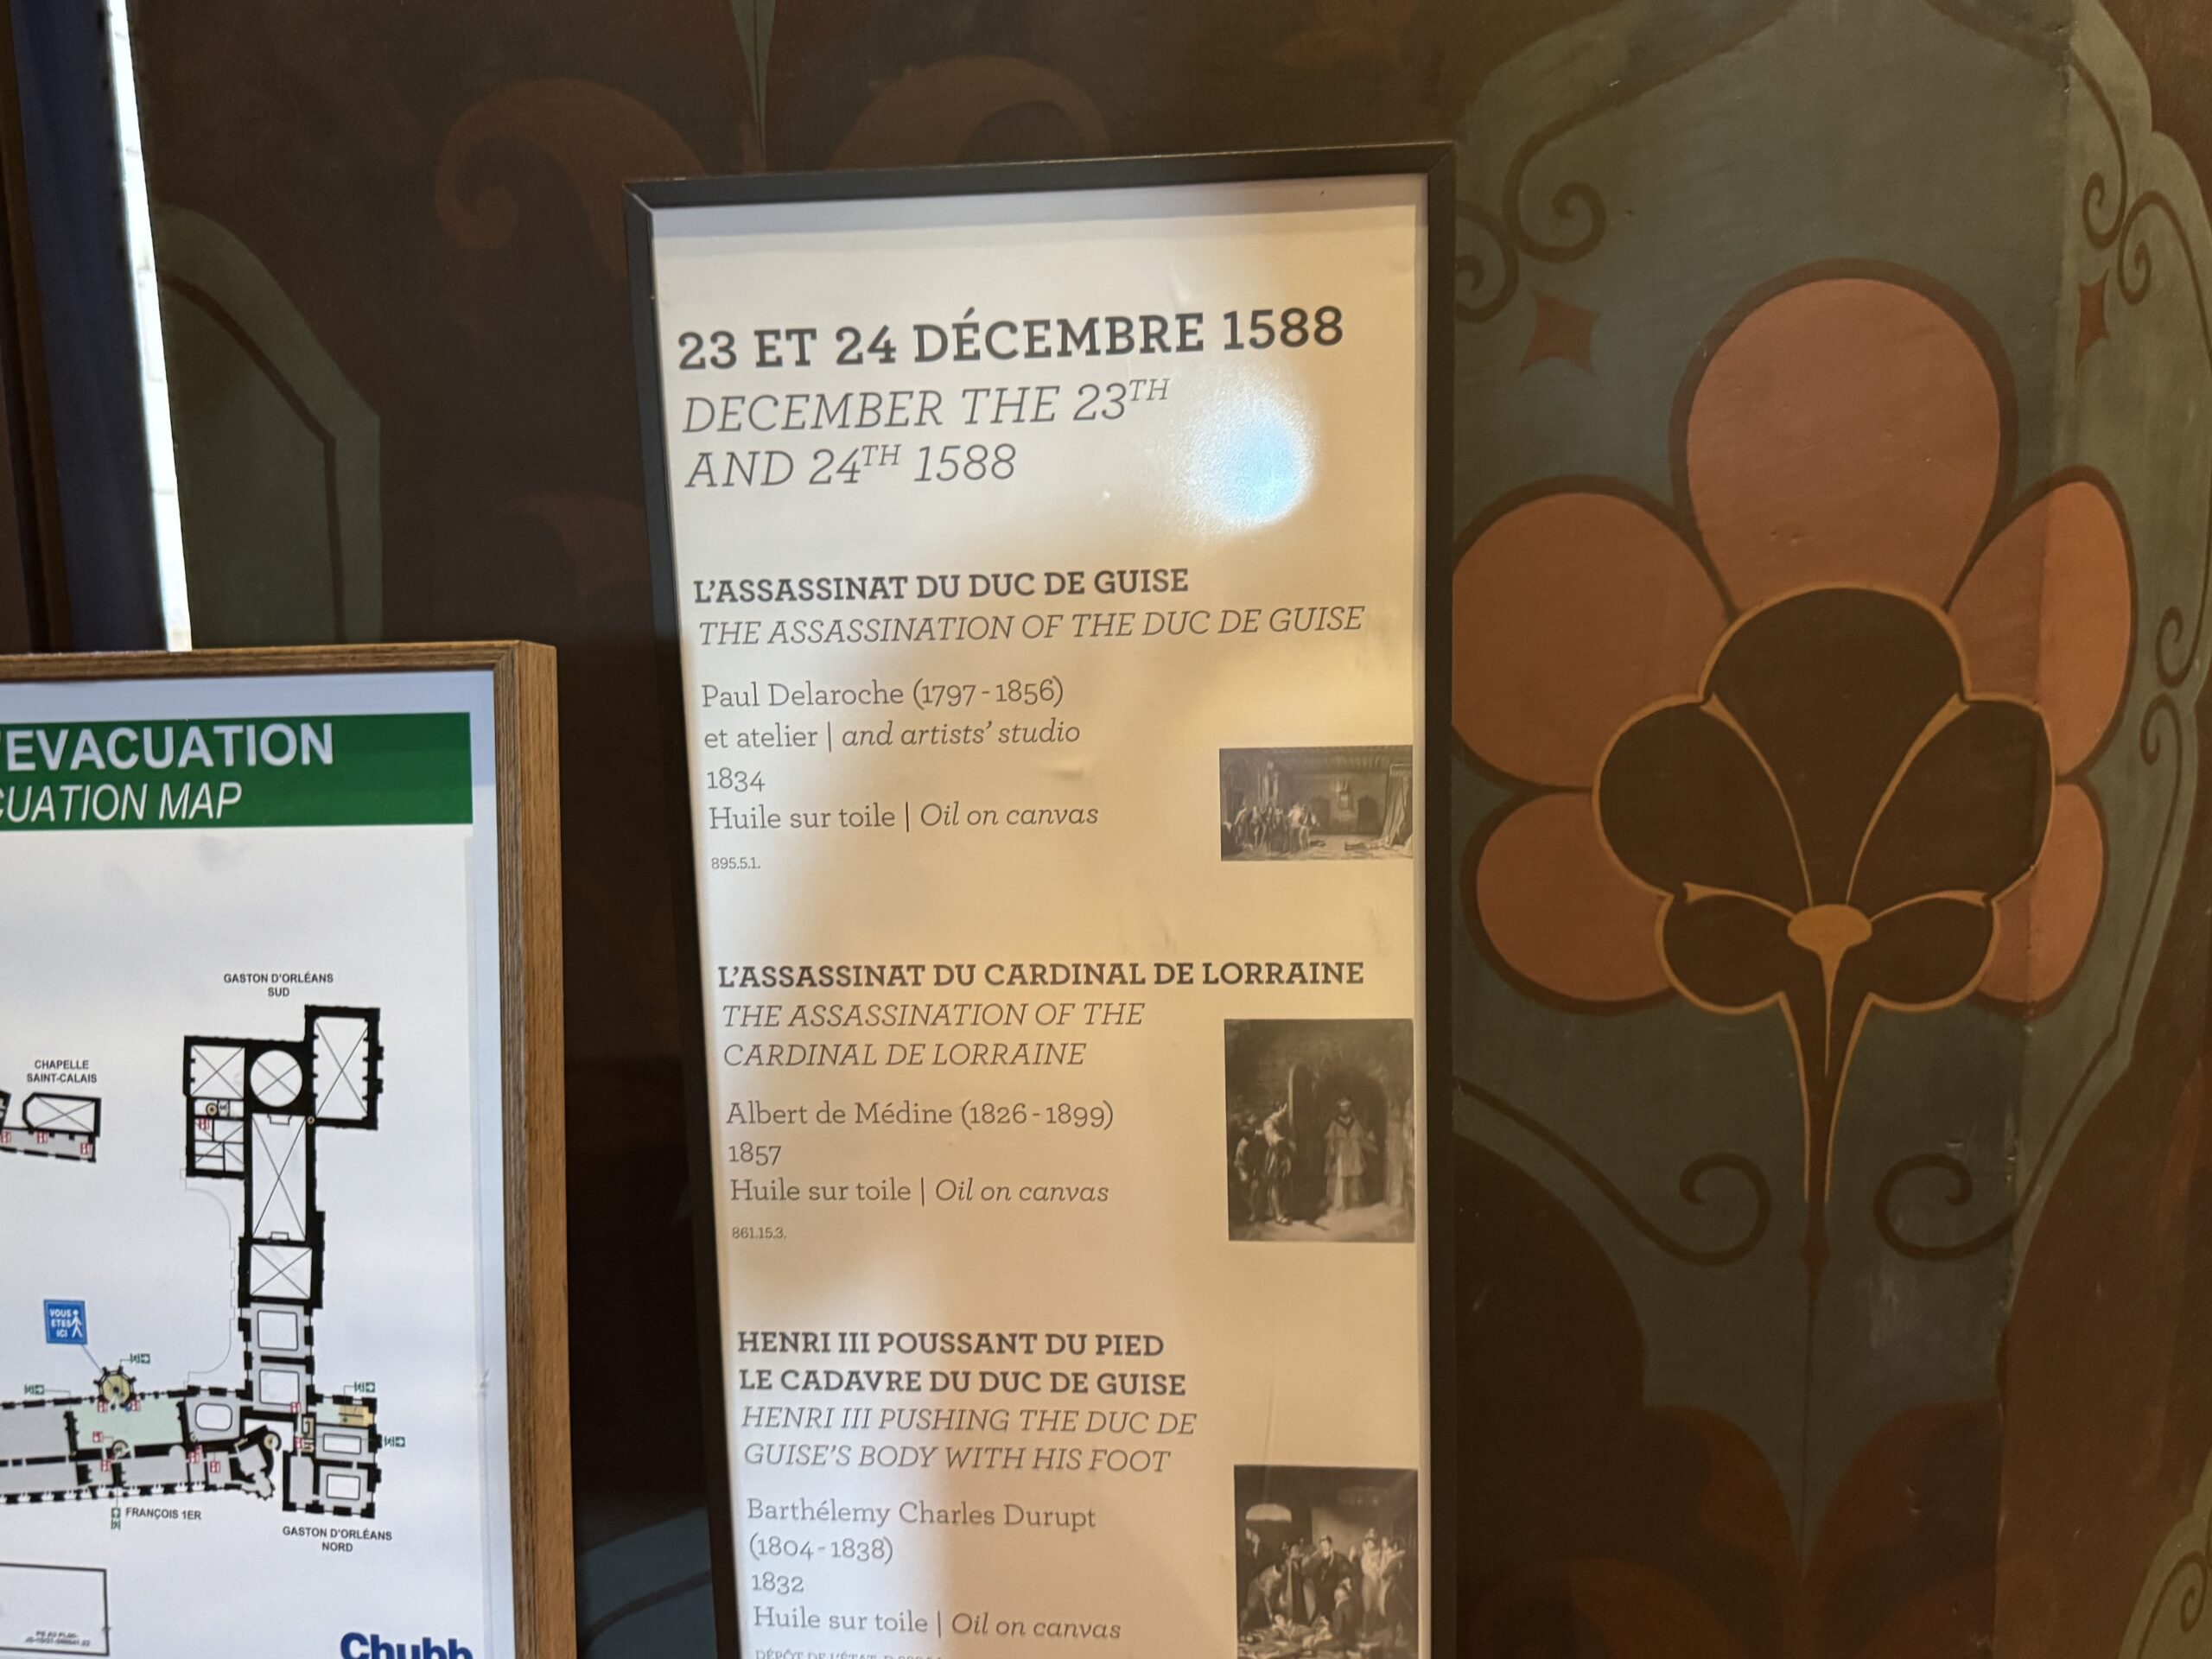 23 ET 24 DÉCEMBRE 1588
DECEMBER THE 23TH
AND 24TH 1588
L'ASSASSINAT DU DUC DE GUISE
THE ASSASSINATION OF THE DUC DE GUISE
Paul Delaroche (1797-1856)
et atelier | and artists' studio
1834
Huile sur toile | Oil on canvas
895.5.1.
L'ASSASSINAT DU CARDINAL DE LORRAINE
THE ASSASSINATION OF THE
CARDINAL DE LORRAINE
Albert de Médine (1826-1899)
1857
Huile sur toile | Oil on canvas
861.15.3.
HENRI III POUSSANT DU PIED
LE CADAVRE DU DUC DE GUISE
HENRI III PUSHING THE DUC DE
GUISE'S BODY WITH HIS FOOT
Barthélemy Charles Durupt
(1804-1838)
1832
Huile sur toile | Oil on canvas
'EVACUATION
CUATION MAP
GASTON D'ORLÉANS
SUD
CHAPELLE
SAINT-CALAIS
VOUS
ETES
ICI
FRANÇOIS 1ER
GASTON D'ORLÉANS
NORD
Chubb